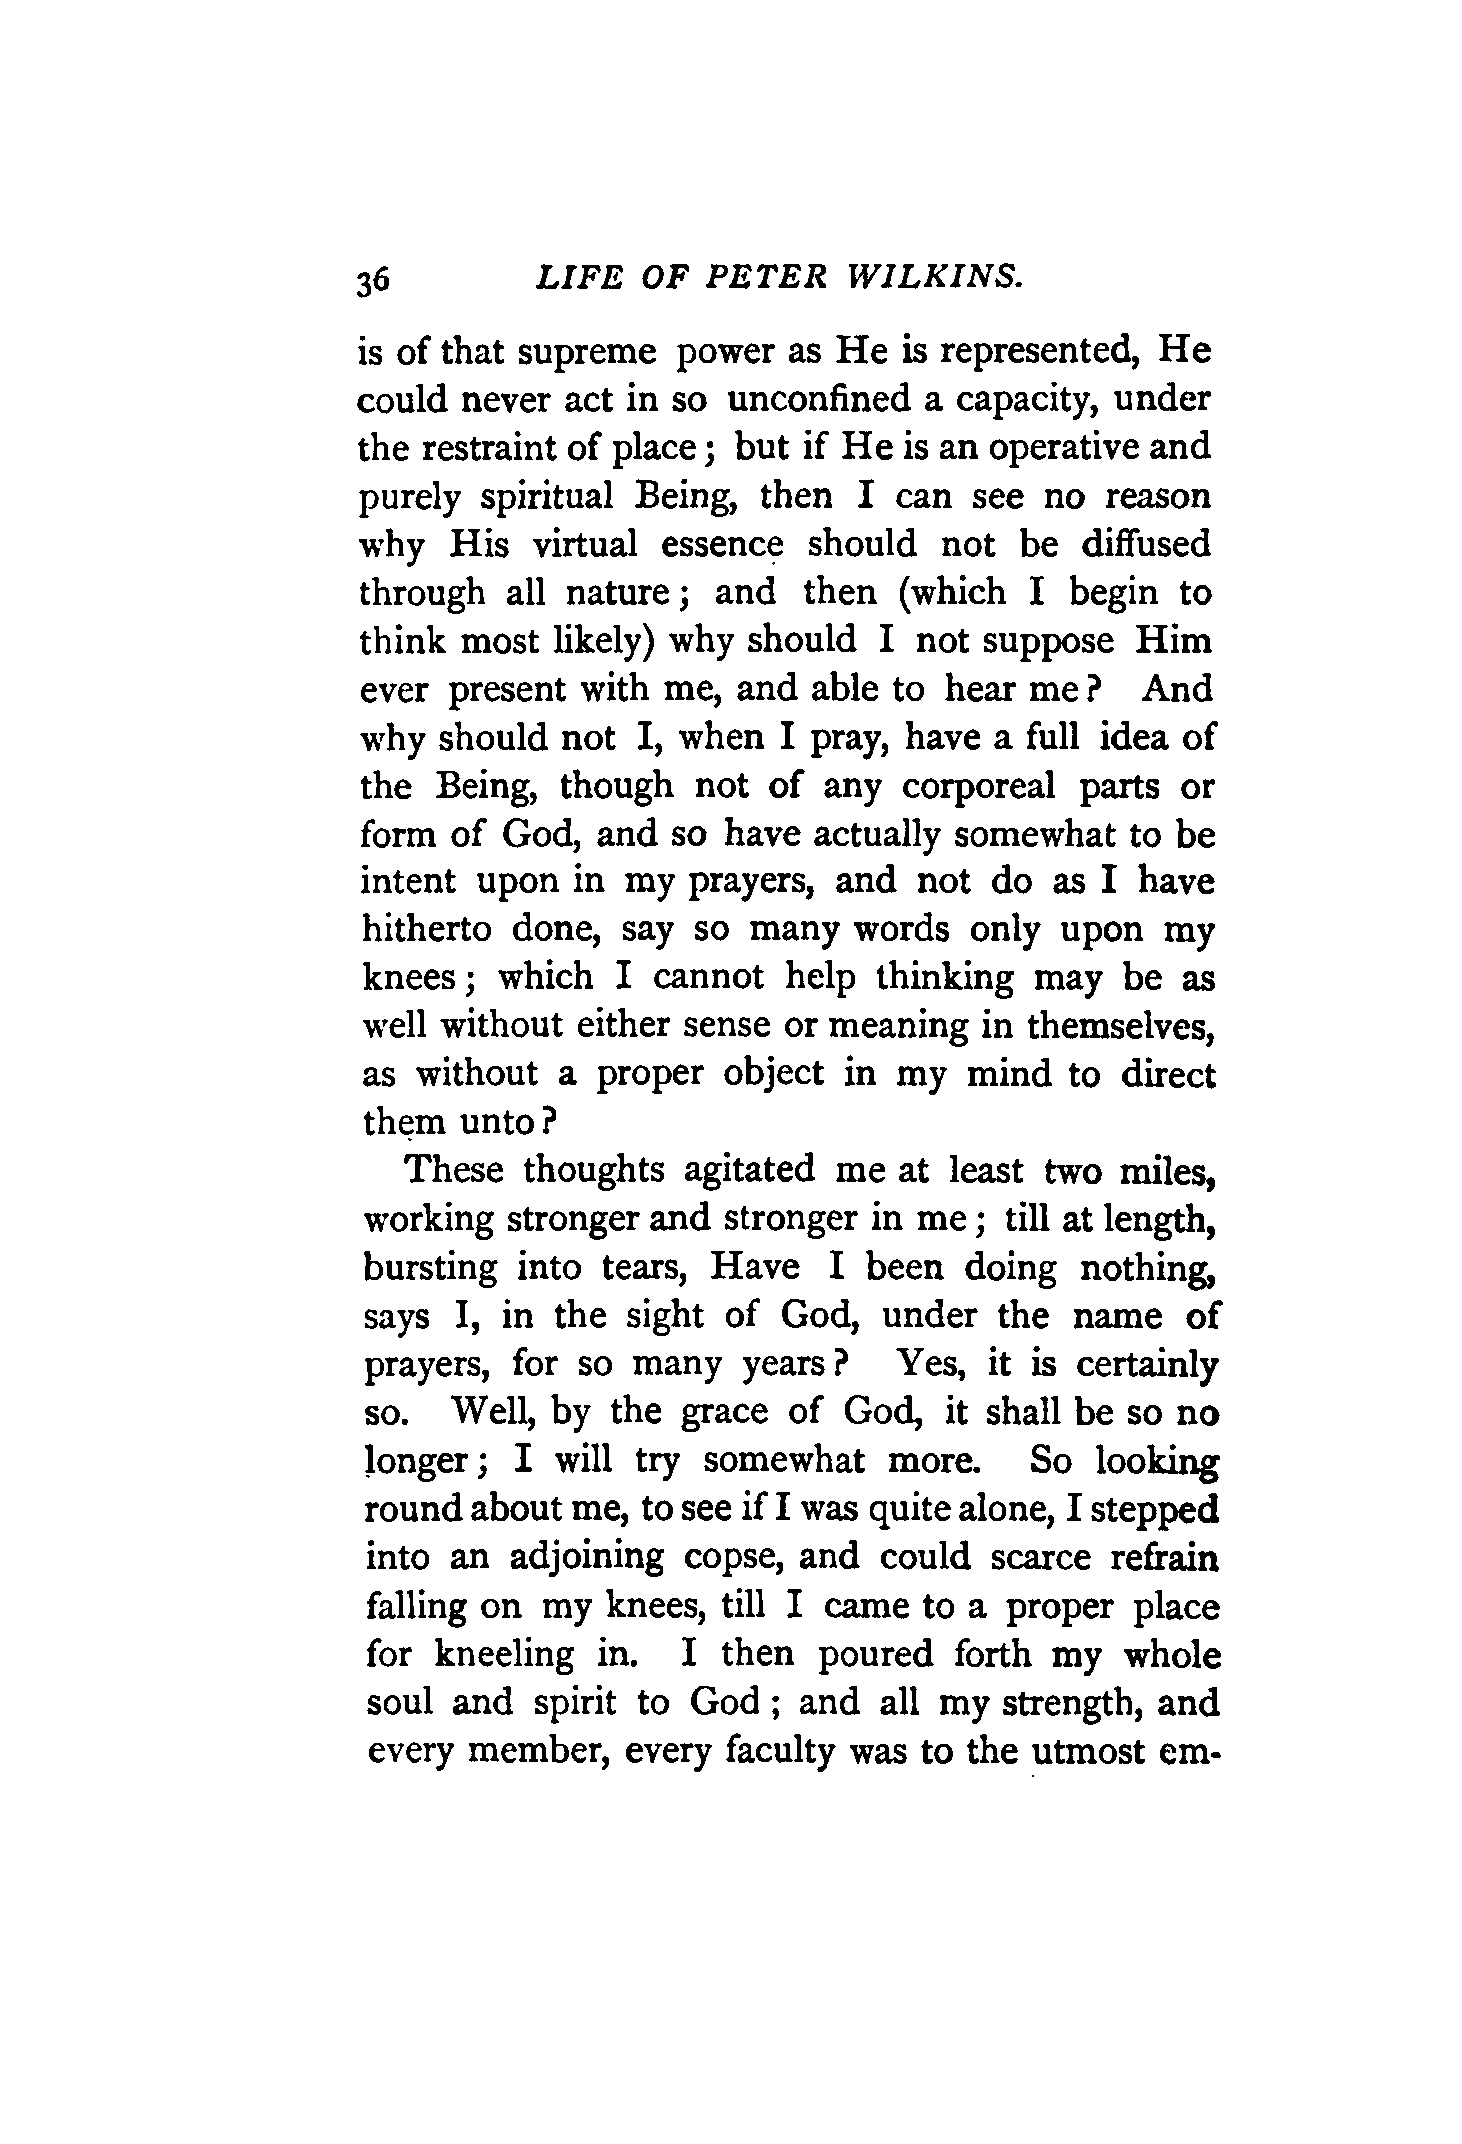 36 LIFE OF PETER WILKINS.
is of that supreme power as He is represented, He
could never act in so unconfined a capacity, under
the restraint of place; but if He is an operative and
purely spiritual Being, then I can see no reason
why His virtual essence should not be diffused
through all nature; and then (which I begin to
think most likely) why should I not suppose Him
ever present with me, and able to hear me? And
why should not I, when I pray, have a full idea of
the Being, though not of any corporeal parts or
form of God, and so have actually somewhat to be
intent upon in my prayers, and not do as I have
hitherto done, say so many words only upon my
knees; which I cannot help thinking may be as
well without either sense or meaning in themselves,
as without a proper object in my mind to direct
them unto?
These thoughts agitated me at least two miles,
working stronger and stronger in me; till at length,
bursting into tears, Have I been doing nothing,
says I, in the sight of God, under the name of
prayers, for so many years? Yes, it is certainly
so. Well, by the grace of God, it shall be so no
longer; I will try somewhat more. So looking
round about me, to see if I was quite alone, I stepped
into an adjoining copse, and could scarce refrain
falling on my knees, till I came to a proper place
for kneeling in. I then poured forth my whole
soul and spirit to God; and all my strength, and
every member, every faculty was to the utmost em-